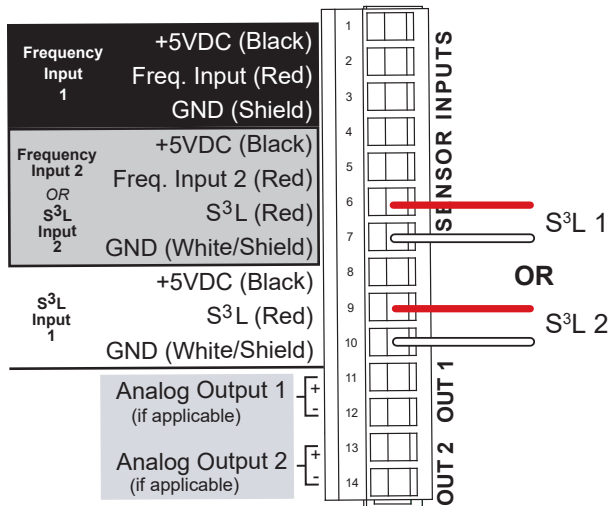 Frequency
Input
1
+5VDC (Black)
Freq. Input (Red)
GND (Shield)
Frequency
Input 2
OR
S³L
Input
2
+5VDC (Black)
Freq. Input 2 (Red)
S³L (Red)
GND (White/Shield)
S³L
Input
1
+5VDC (Black)
S³L (Red)
GND (White/Shield)
Analog Output 1
(if applicable)
+
-
Analog Output 2
(if applicable)
+
-
1
2
3
4
5
6
7
8
9
10
11
12
13
14
SENSOR INPUTS
OUT 1
OUT 2
S³L 1
OR
S³L 2